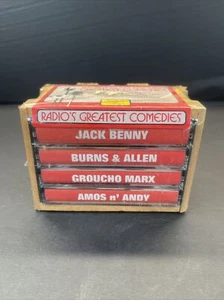 RADIO'S GREATEST COMEDIES
JACK BENNY
BURNS & ALLEN
GROUCHO MARX
AMOS n' ANDY